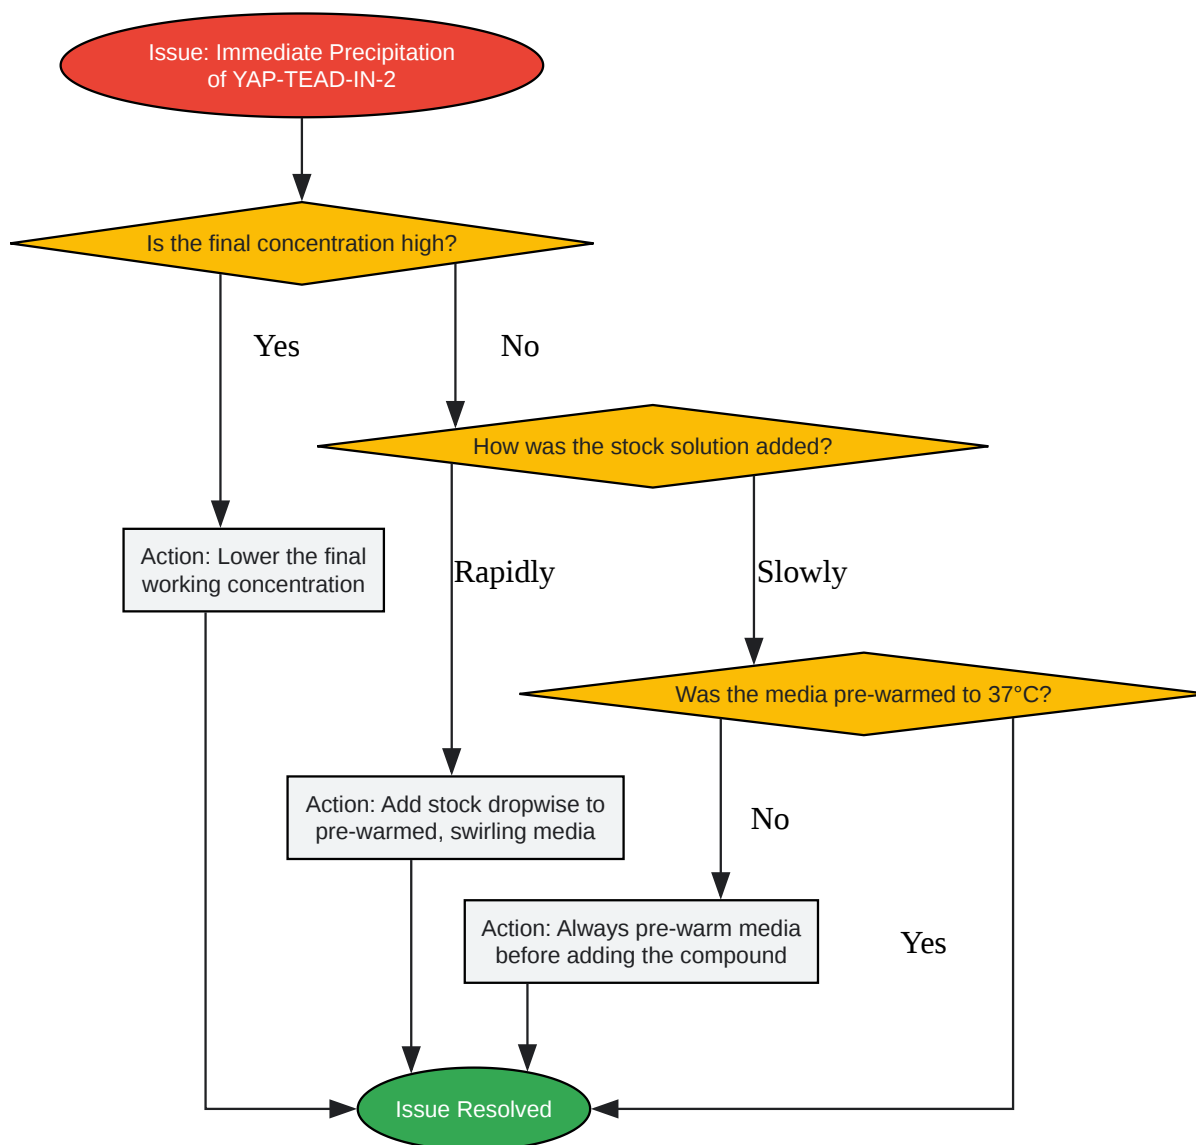 Issue: Immediate Precipitation
of YAP-TEAD-IN-2
Is the final concentration high?
Yes
No
How was the stock solution added?
Action: Lower the final
working concentration
Rapidly
Slowly
Was the media pre-warmed to 37°C?
Action: Add stock dropwise to
pre-warmed, swirling media
No
Action: Always pre-warm media
before adding the compound
Yes
Issue Resolved